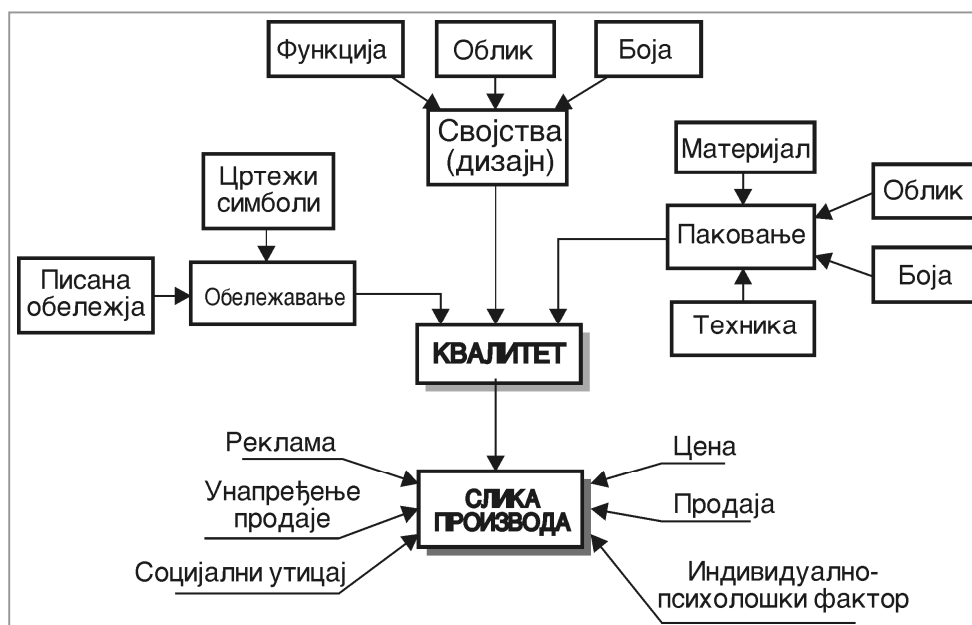 Функција
Облик
Боја
Својства
(дизајн)
Материјал
Цртежи
симболи
Облик
Паковање
Писана
обележја
Обележавање
Боја
Техника
КВАЛИТЕТ
Реклама
Цена
Унапређење
продаје
СЛИКА
ПРОИЗВОДА
Продаја
Социјални утицај
Индивидуално-
психолошки фактор